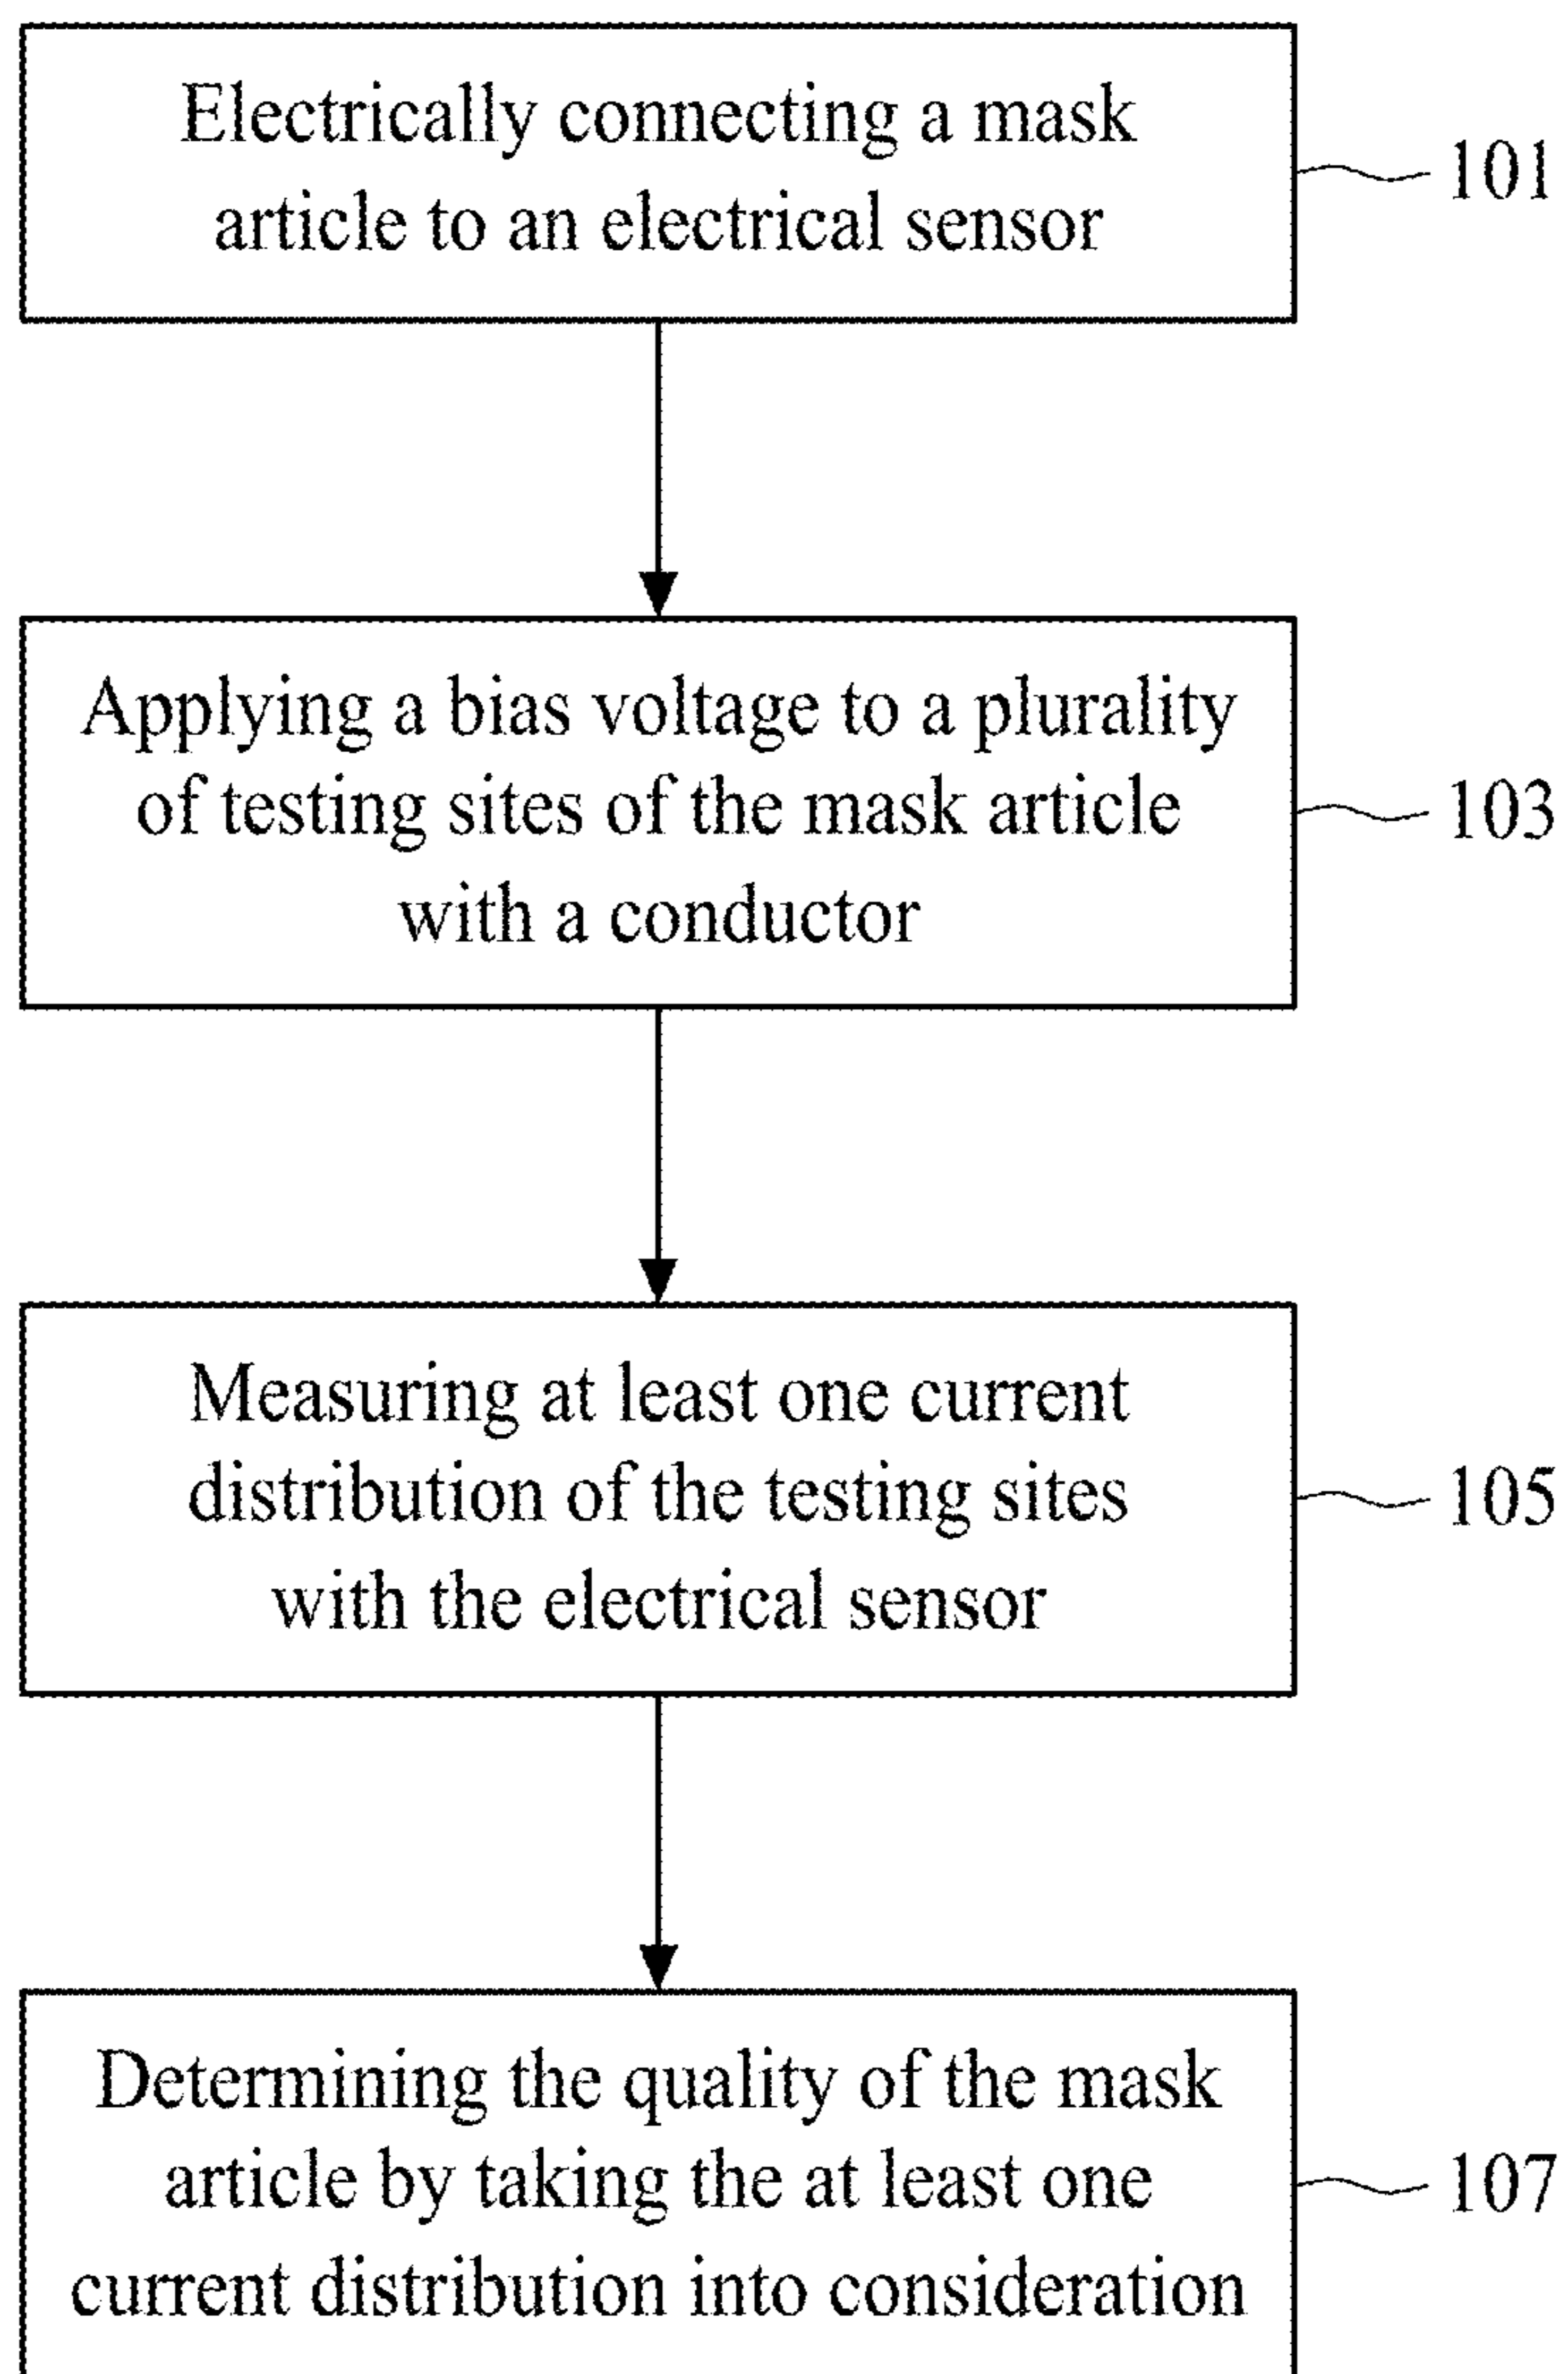 Electrically connecting a mask
article to an electrical sensor
101
Applying a bias voltage to a plurality
of testing sites of the mask article
with a conductor
103
Measuring at least one current
distribution of the testing sites
with the electrical sensor
105
Determining the quality of the mask
article by taking the at least one
current distribution into consideration
107